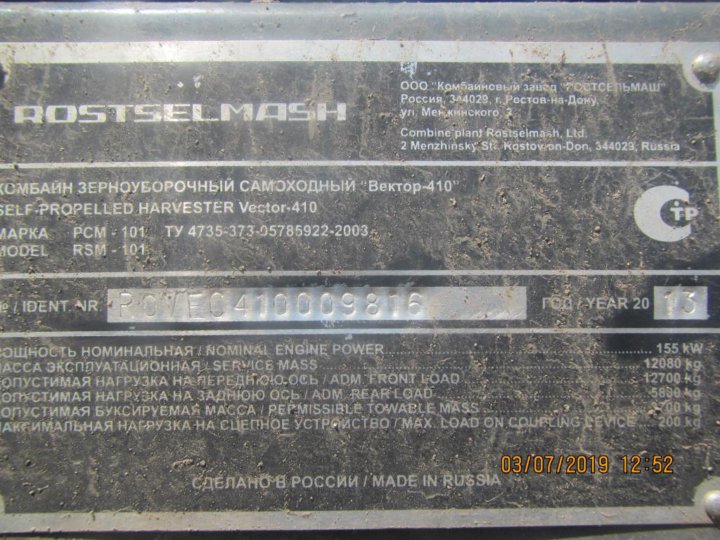 ROSTSELMASH
ООО "Комбайновый завод "РОСТСЕЛЬМАШ"
Россия, 344029, г. Ростов-на-Дону,
ул. Менжинского, 2
Combine plant Rostselmash, Ltd.
2 Menzhinsky St. Rostov-on-Don, 344029, Russia
КОМБАЙН ЗЕРНОУБОРОЧНЫЙ САМОХОДНЫЙ "Вектор-410"
SELF-PROPELLED HARVESTER Vector-410
МАРКА РСМ - 101 ТУ 4735-373-05785922-2003
MODEL RSM - 101
СТР
№ / IDENT. NR R0VEC410009816 ГОД / YEAR 20 13
МОЩНОСТЬ НОМИНАЛЬНАЯ / NOMINAL ENGINE POWER 155 kW
МАССА ЭКСПЛУАТАЦИОННАЯ / SERVICE MASS 12080 kg
ДОПУСТИМАЯ НАГРУЗКА НА ПЕРЕДНЮЮ ОСЬ / ADM. FRONT LOAD 12700 kg
ДОПУСТИМАЯ НАГРУЗКА НА ЗАДНЮЮ ОСЬ / ADM. REAR LOAD kg
ДОПУСТИМАЯ БУКСИРУЕМАЯ МАССА / PERMISSIBLE TOWABLE MASS kg
МАКСИМАЛЬНАЯ НАГРУЗКА НА СЦЕПНОЕ УСТРОЙСТВО / MAX. LOAD ON COUPLING DEVICE 200 kg
03/07/2019 12:52
СДЕЛАНО В РОССИИ / MADE IN RUSSIA